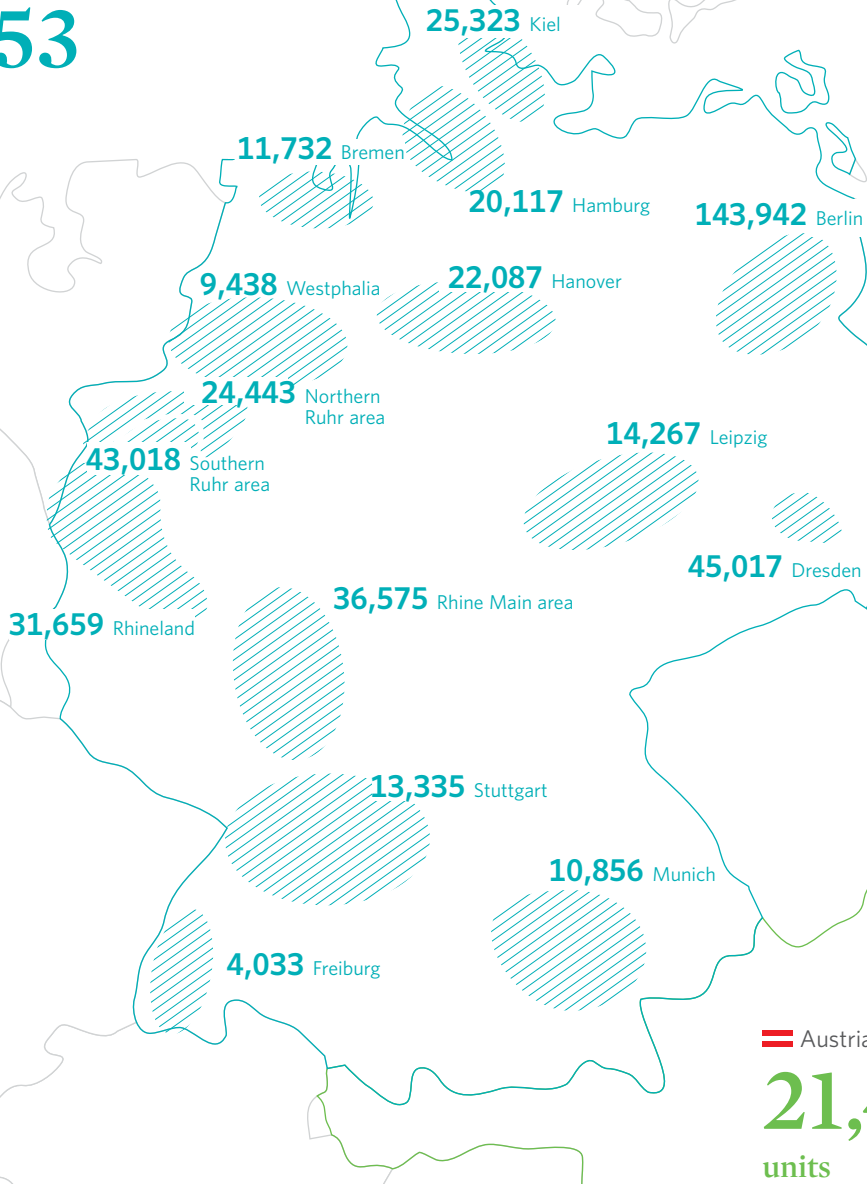 53
25,323 Kiel
11,732 Bremen
20,117 Hamburg
143,942 Berlin
9,438 Westphalia
22,087 Hanover
24,443 Northern
Ruhr area
14,267 Leipzig
43,018 Southern
Ruhr area
45,017 Dresden
36,575 Rhine Main area
31,659 Rhineland
13,335 Stuttgart
10,856 Munich
4,033 Freiburg
Austria
21,
units